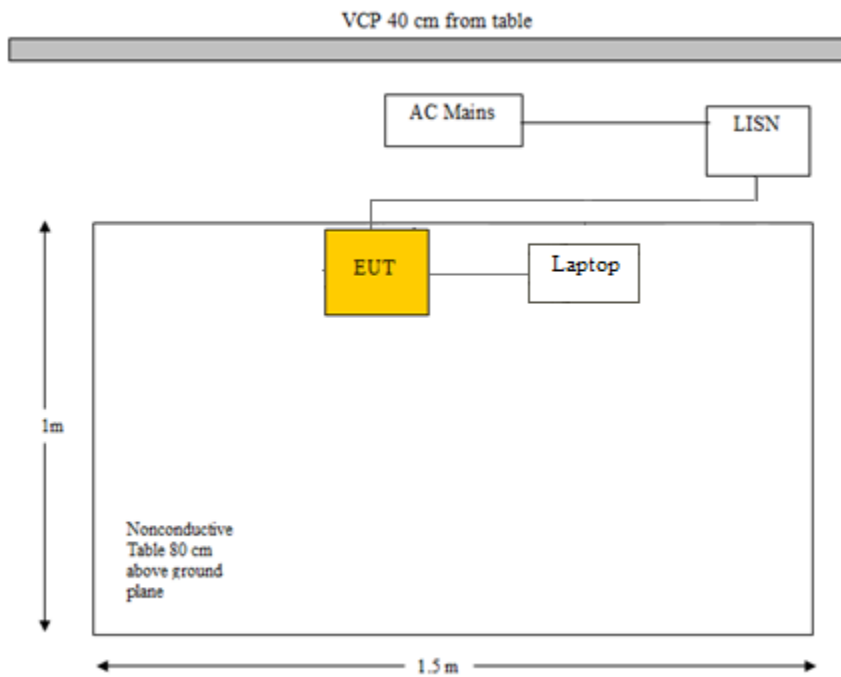 VCP 40 cm from table
AC Mains
LISN
EUT
Laptop
1m
Nonconductive
Table 80 cm
above ground
plane
1.5 m